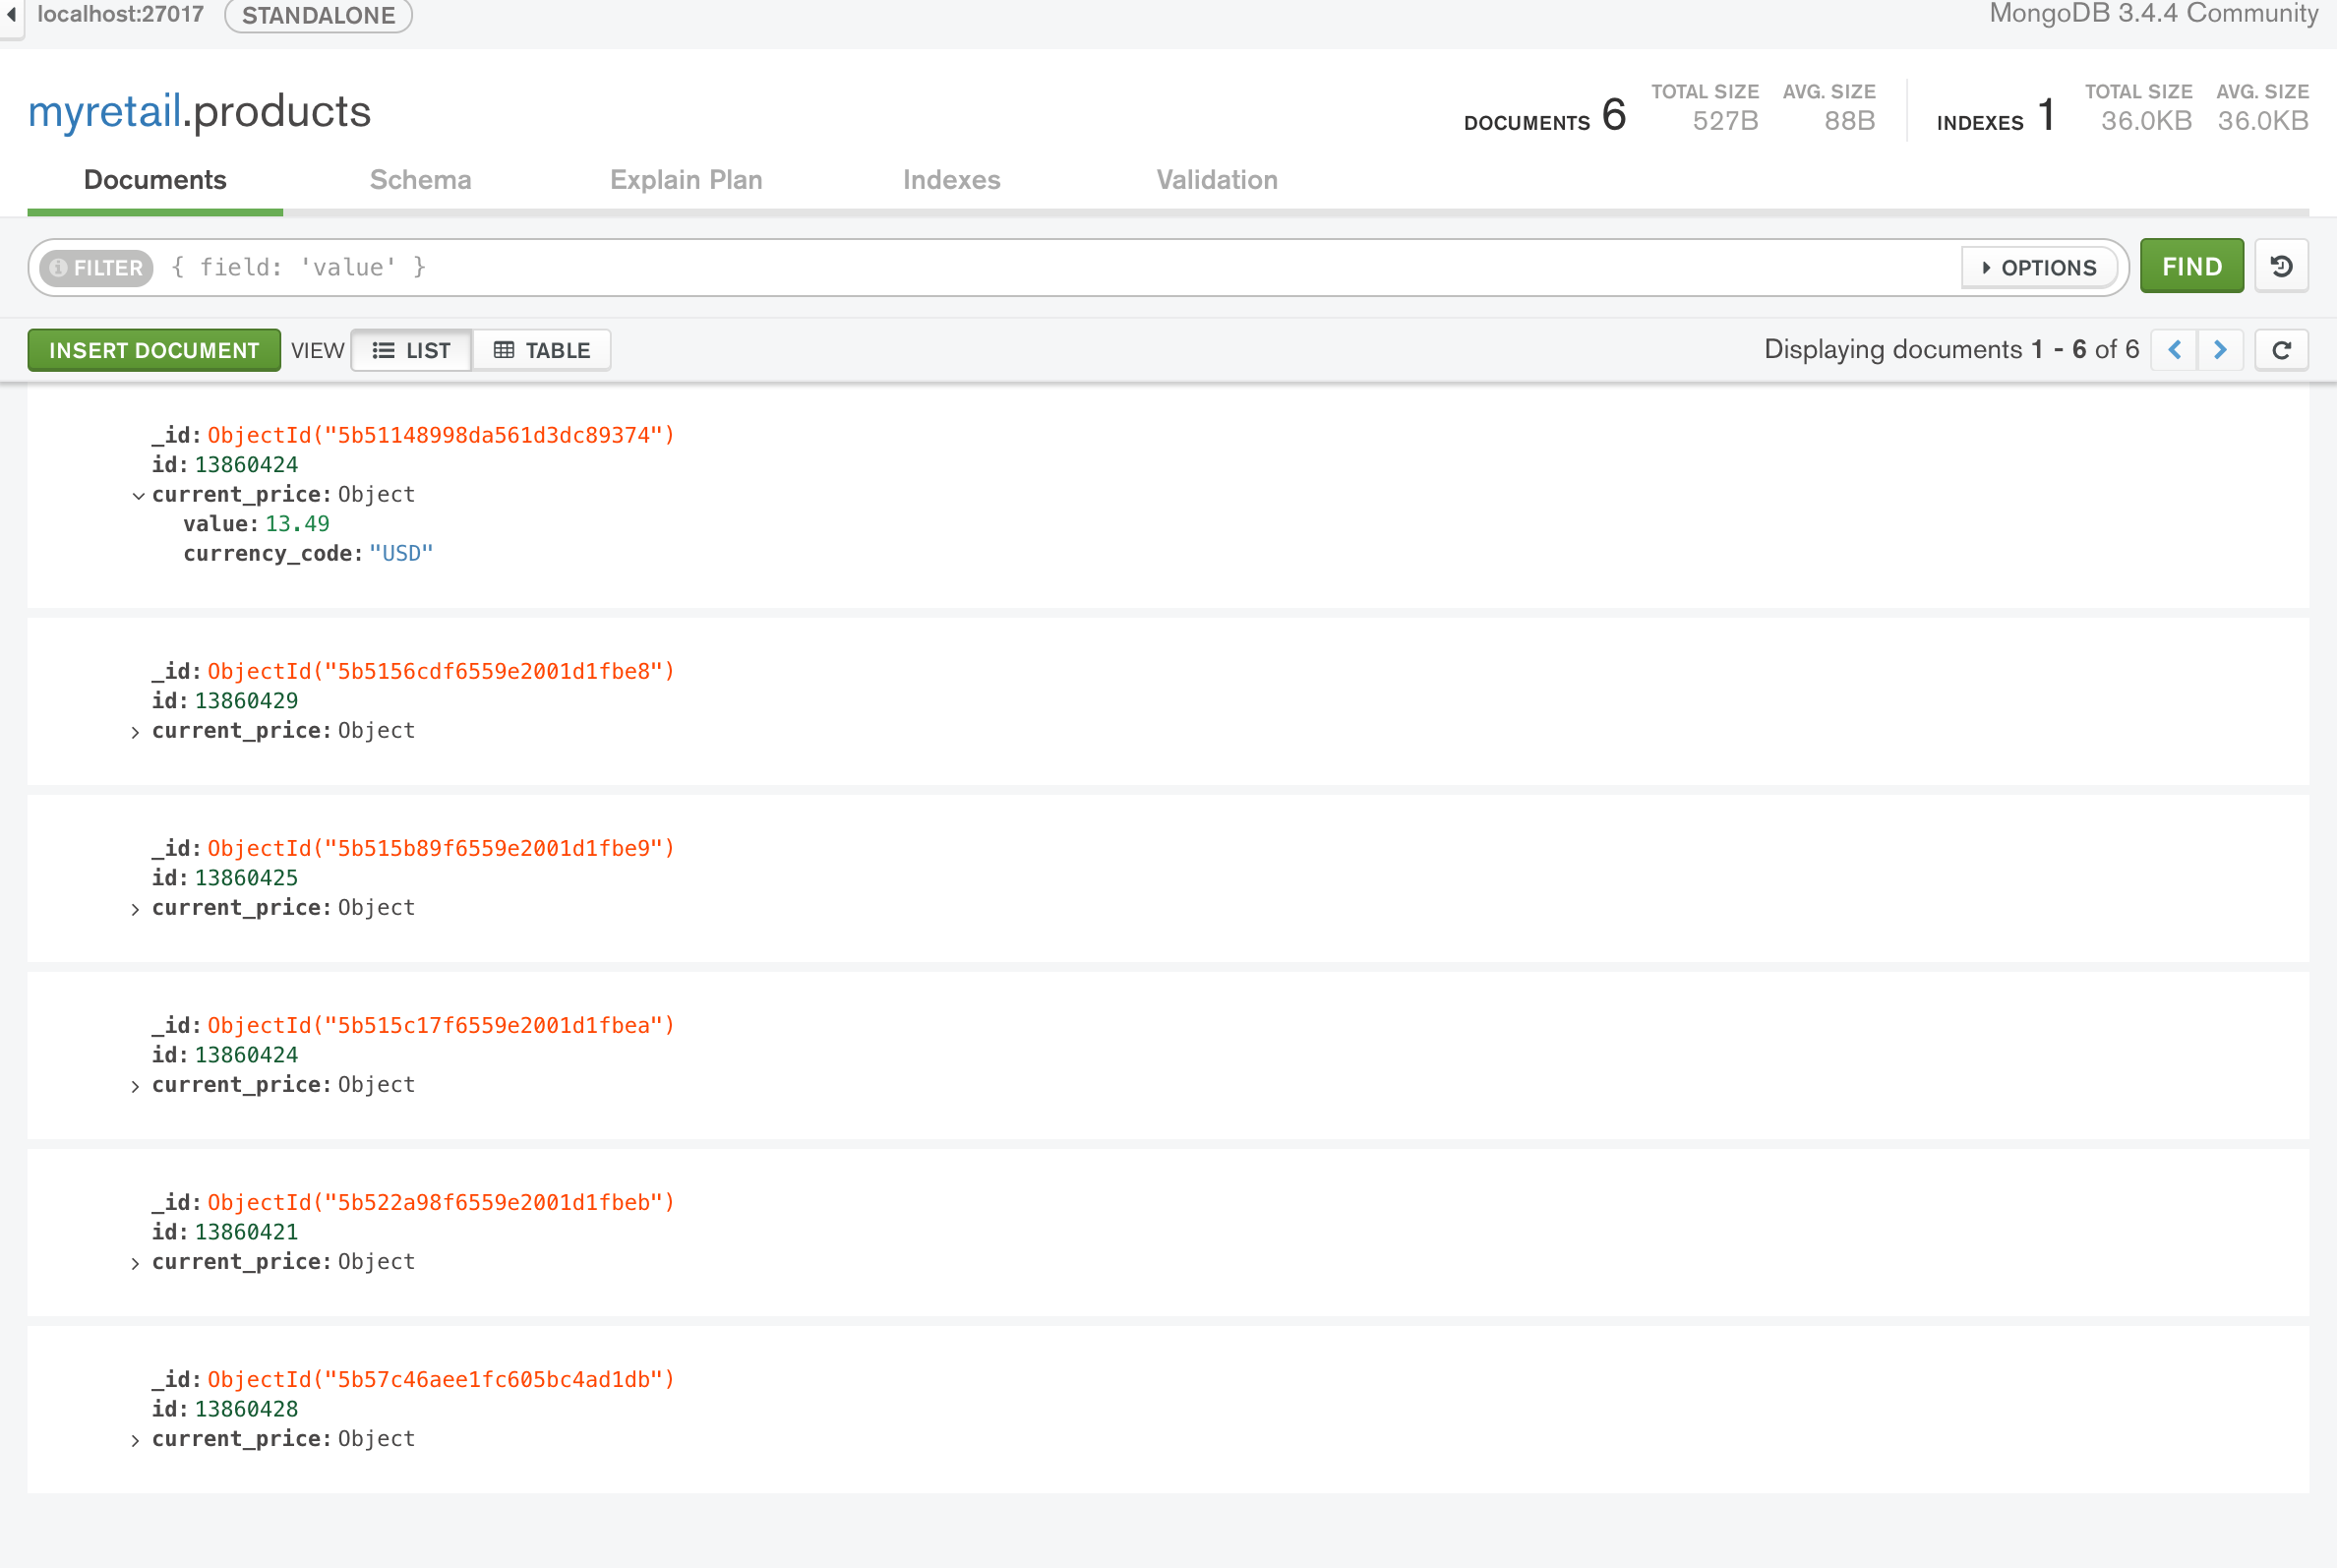 localhost:27017 STANDALONE MongoDB 3.4.4 Community
myretail.products
DOCUMENTS 6 TOTAL SIZE 527B AVG. SIZE 88B INDEXES 1 TOTAL SIZE 36.0KB AVG. SIZE 36.0KB
Documents Schema Explain Plan Indexes Validation
FILTER { field: 'value' } OPTIONS FIND
INSERT DOCUMENT VIEW LIST TABLE Displaying documents 1 - 6 of 6
_id: ObjectId("5b51148998da561d3dc89374")
id: 13860424
current_price: Object
value: 13.49
currency_code: "USD"
_id: ObjectId("5b5156cdf6559e2001d1fbe8")
id: 13860429
current_price: Object
_id: ObjectId("5b515b89f6559e2001d1fbe9")
id: 13860425
current_price: Object
_id: ObjectId("5b515c17f6559e2001d1fbea")
id: 13860424
current_price: Object
_id: ObjectId("5b522a98f6559e2001d1fbeb")
id: 13860421
current_price: Object
_id: ObjectId("5b57c46aee1fc605bc4ad1db")
id: 13860428
current_price: Object